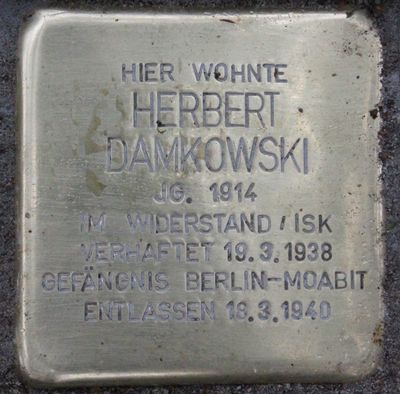 HIER WOHNTE
HERBERT
DAMKOWSKI
JG. 1914
IM WIDERSTAND / ISK
VERHAFTET 19.3.1938
GEFÄNGNIS BERLIN-MOABIT
ENTLASSEN 18.3.1940